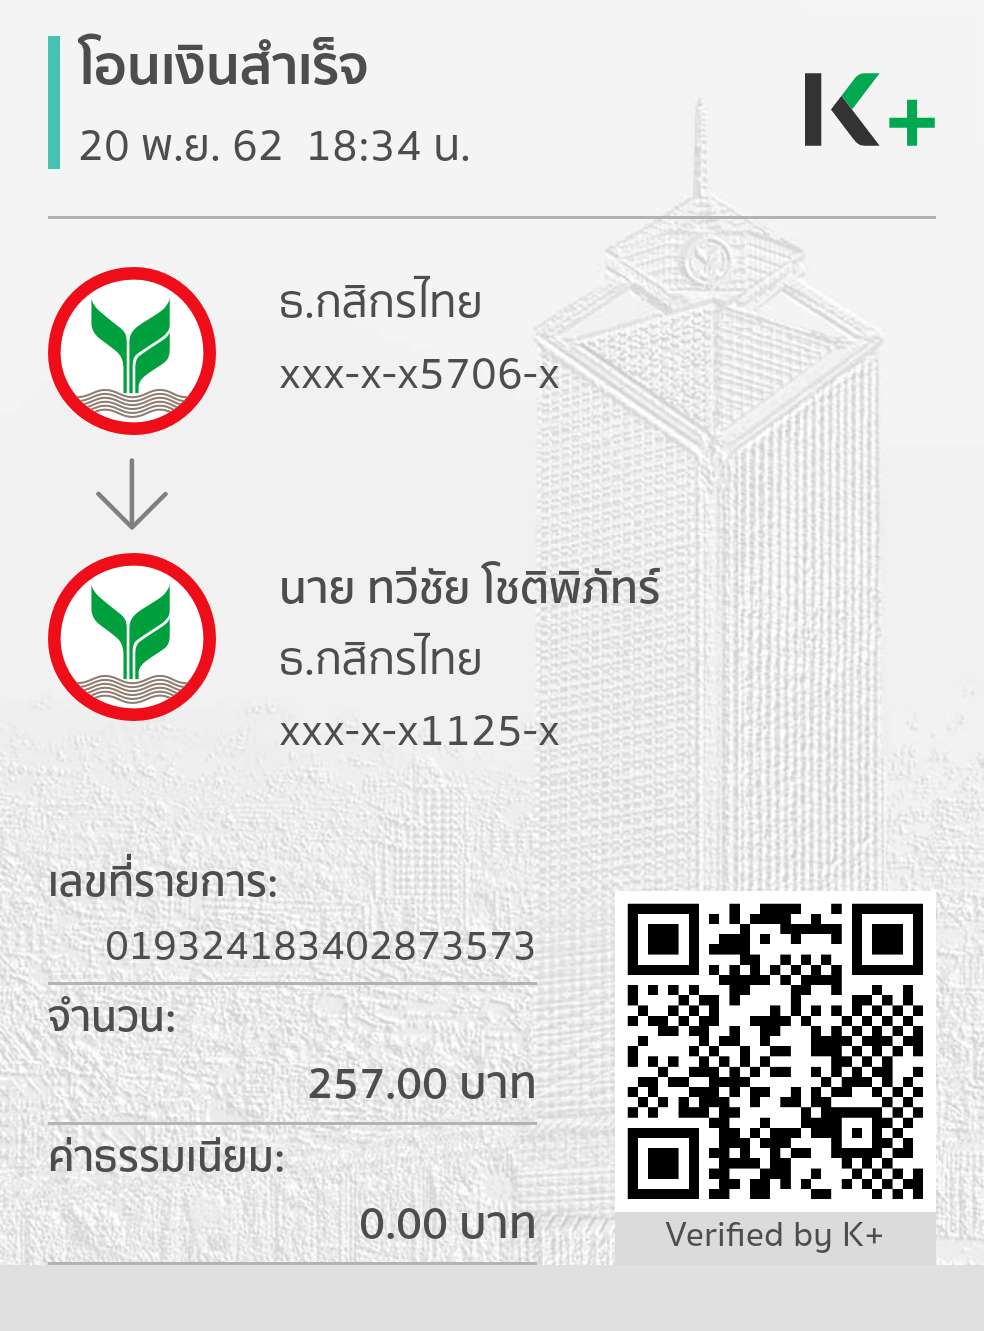 โอนเงินสำเร็จ
20 พ.ย. 62 18:34 น.
K+
ธ.กสิกรไทย
xxx-x-x5706-x
นาย ทวีชัย โชติพิภัทร์
ธ.กสิกรไทย
xxx-x-x1125-x
เลขที่รายการ:
019324183402873573
จำนวน:
257.00 บาท
ค่าธรรมเนียม:
0.00 บาท
Verified by K+